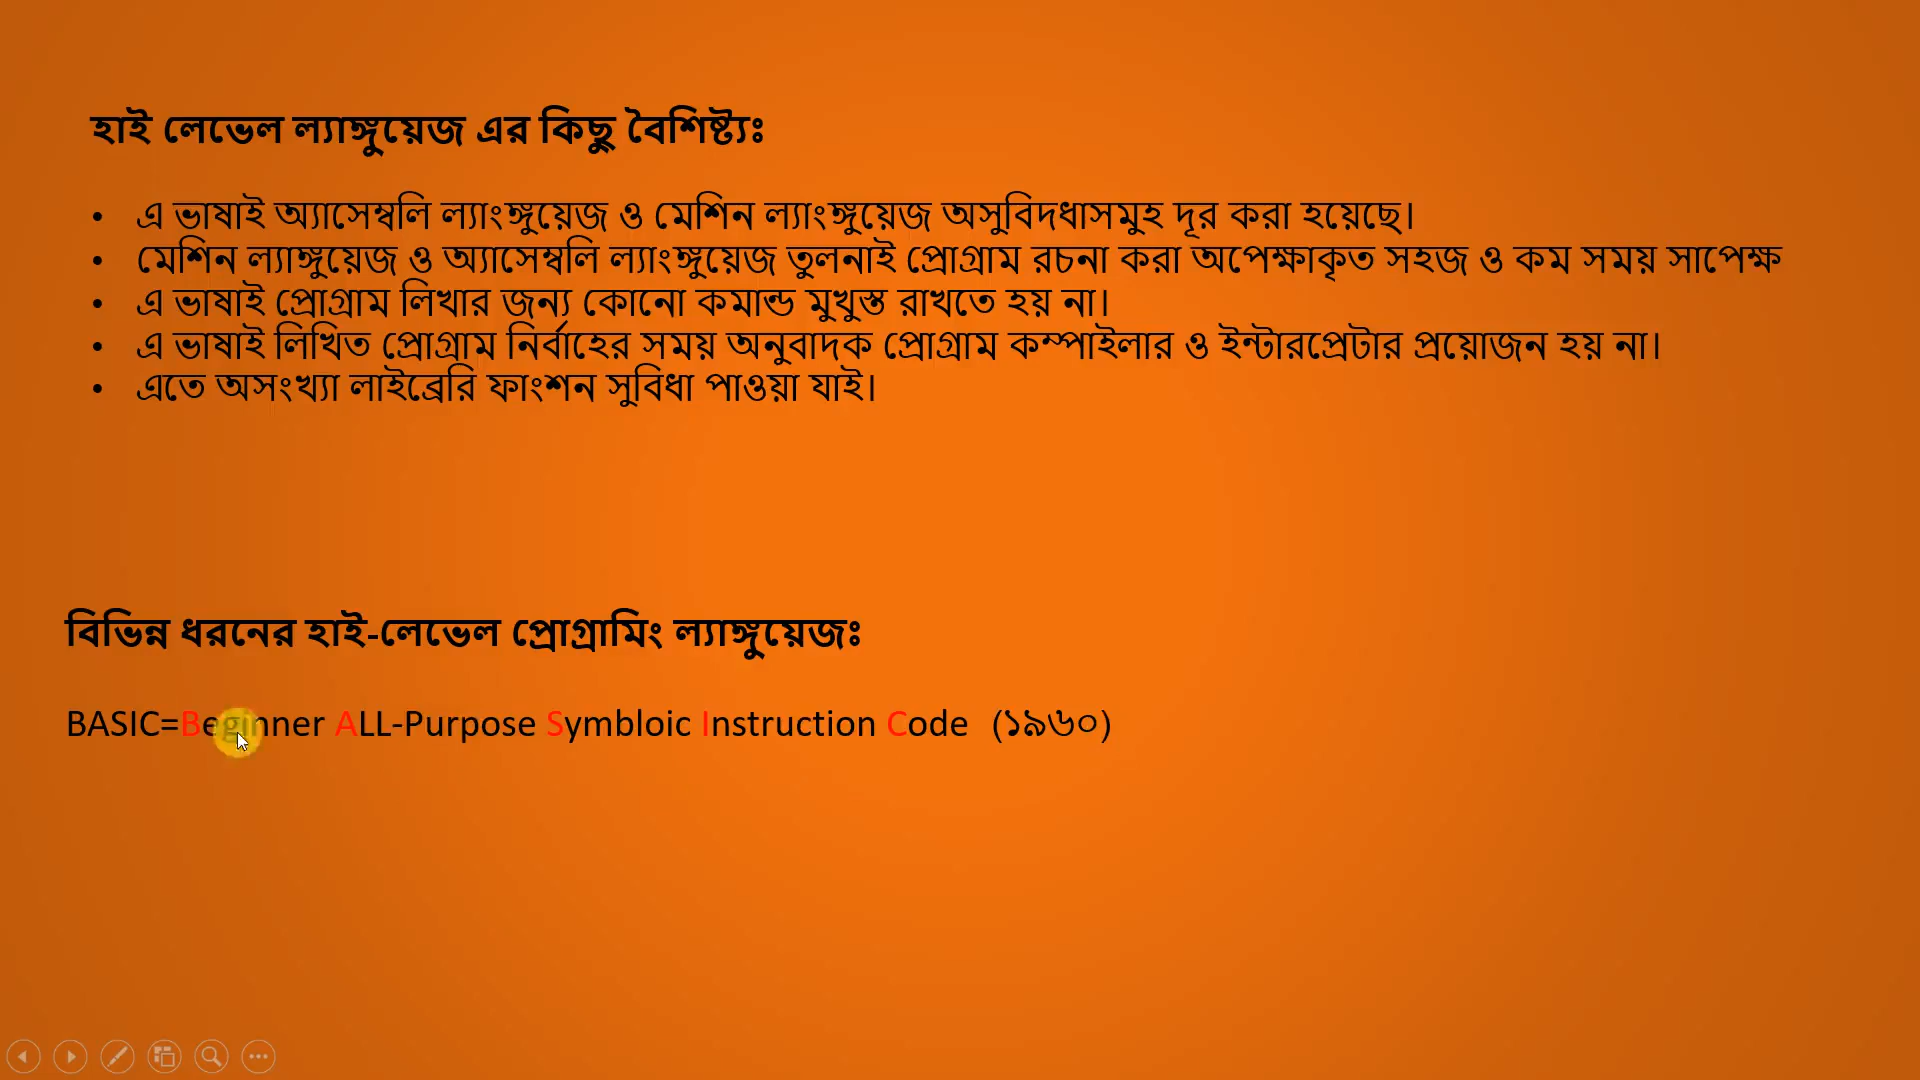 হাই লেভেল ল্যাঙ্গুয়েজ এর কিছু বৈশিষ্ট্যঃ
• এ ভাষাই অ্যাসেম্বলি ল্যাংঙ্গুয়েজ ও মেশিন ল্যাংঙ্গুয়েজ অসুবিদধাসমুহ দূর করা হয়েছে।
• মেশিন ল্যাঙ্গুয়েজ ও অ্যাসেম্বলি ল্যাংঙ্গুয়েজ তুলনাই প্রোগ্রাম রচনা করা অপেক্ষাকৃত সহজ ও কম সময় সাপেক্ষ
• এ ভাষাই প্রোগ্রাম লিখার জন্য কোনো কমান্ড মুখুস্ত রাখতে হয় না।
• এ ভাষাই লিখিত প্রোগ্রাম নির্বাহের সময় অনুবাদক প্রোগ্রাম কম্পাইলার ও ইন্টারপ্রেটার প্রয়োজন হয় না।
• এতে অসংখ্যা লাইব্রেরি ফাংশন সুবিধা পাওয়া যাই।
বিভিন্ন ধরনের হাই-লেভেল প্রোগ্রামিং ল্যাঙ্গুয়েজঃ
BASIC=Beginner ALL-Purpose Symbloic Instruction Code (১৯৬০)